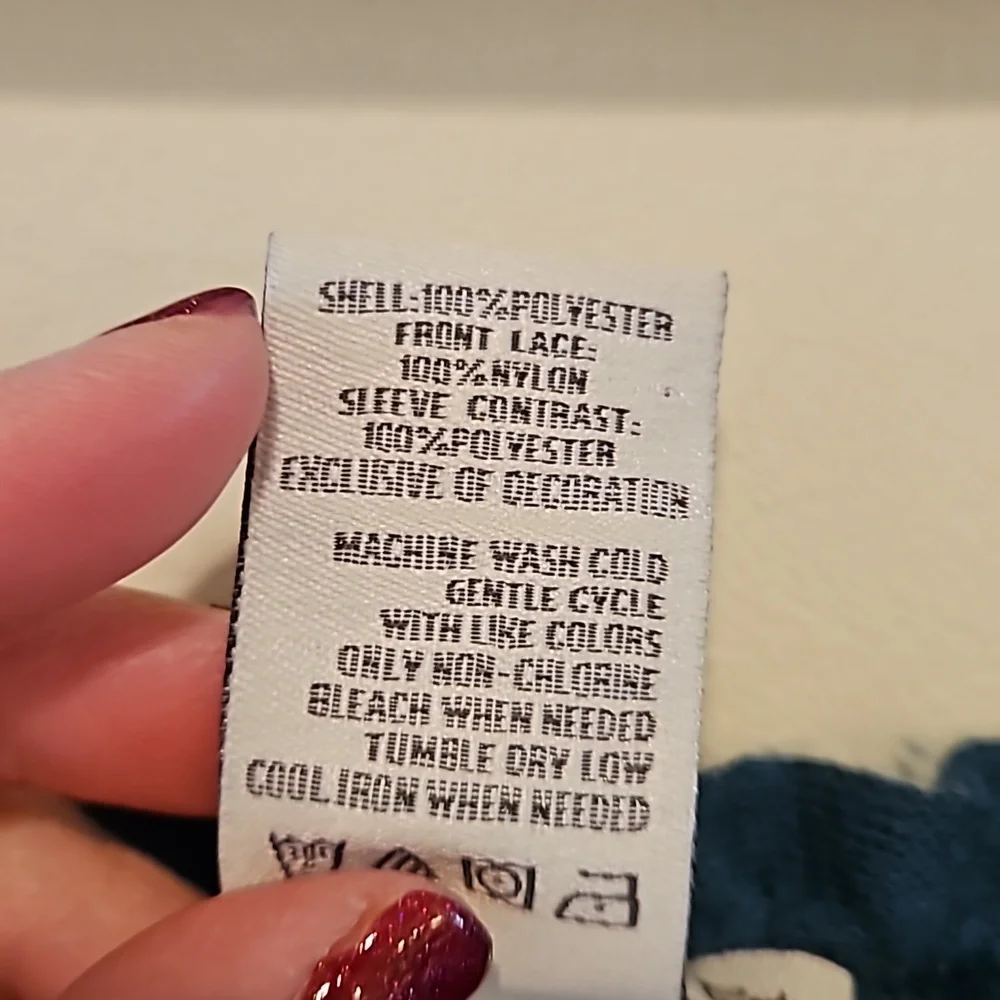 SHELL:100%POLYESTER
FRONT LACE:
100%NYLON
SLEEVE CONTRAST:
100%POLYESTER
EXCLUSIVE OF DECORATION
MACHINE WASH COLD
GENTLE CYCLE
WITH LIKE COLORS
ONLY NON-CHLORINE
BLEACH WHEN NEEDED
TUMBLE DRY LOW
COOL IRON WHEN NEEDED